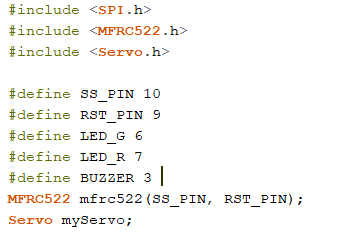 #include <SPI.h>
#include <MFRC522.h>
#include <Servo.h>
#define SS_PIN 10
#define RST_PIN 9
#define LED_G 6
#define LED_R 7
#define BUZZER 3
MFRC522 mfrc522(SS_PIN, RST_PIN);
Servo myServo;